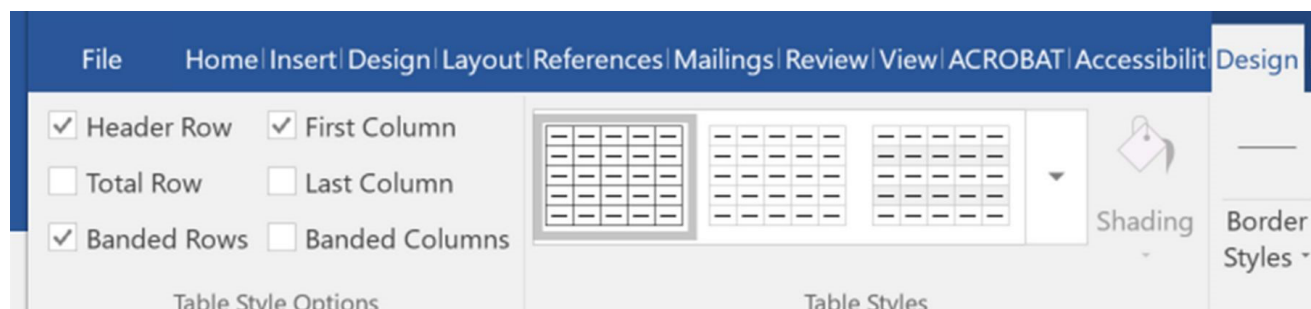 File Home Insert Design Layout References Mailings Review View ACROBAT Accessibilit Design
Header Row First Column
Total Row Last Column
Banded Rows Banded Columns
Shading
Border
Styles
Table Style Options
Table Styles